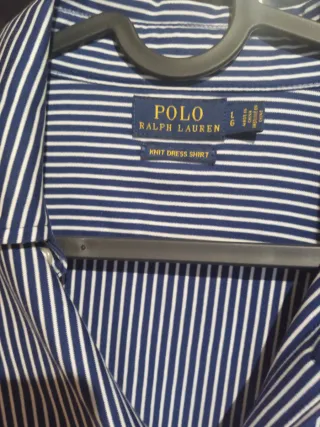 POLO
RALPH LAUREN
L
G
KNIT DRESS SHIRT